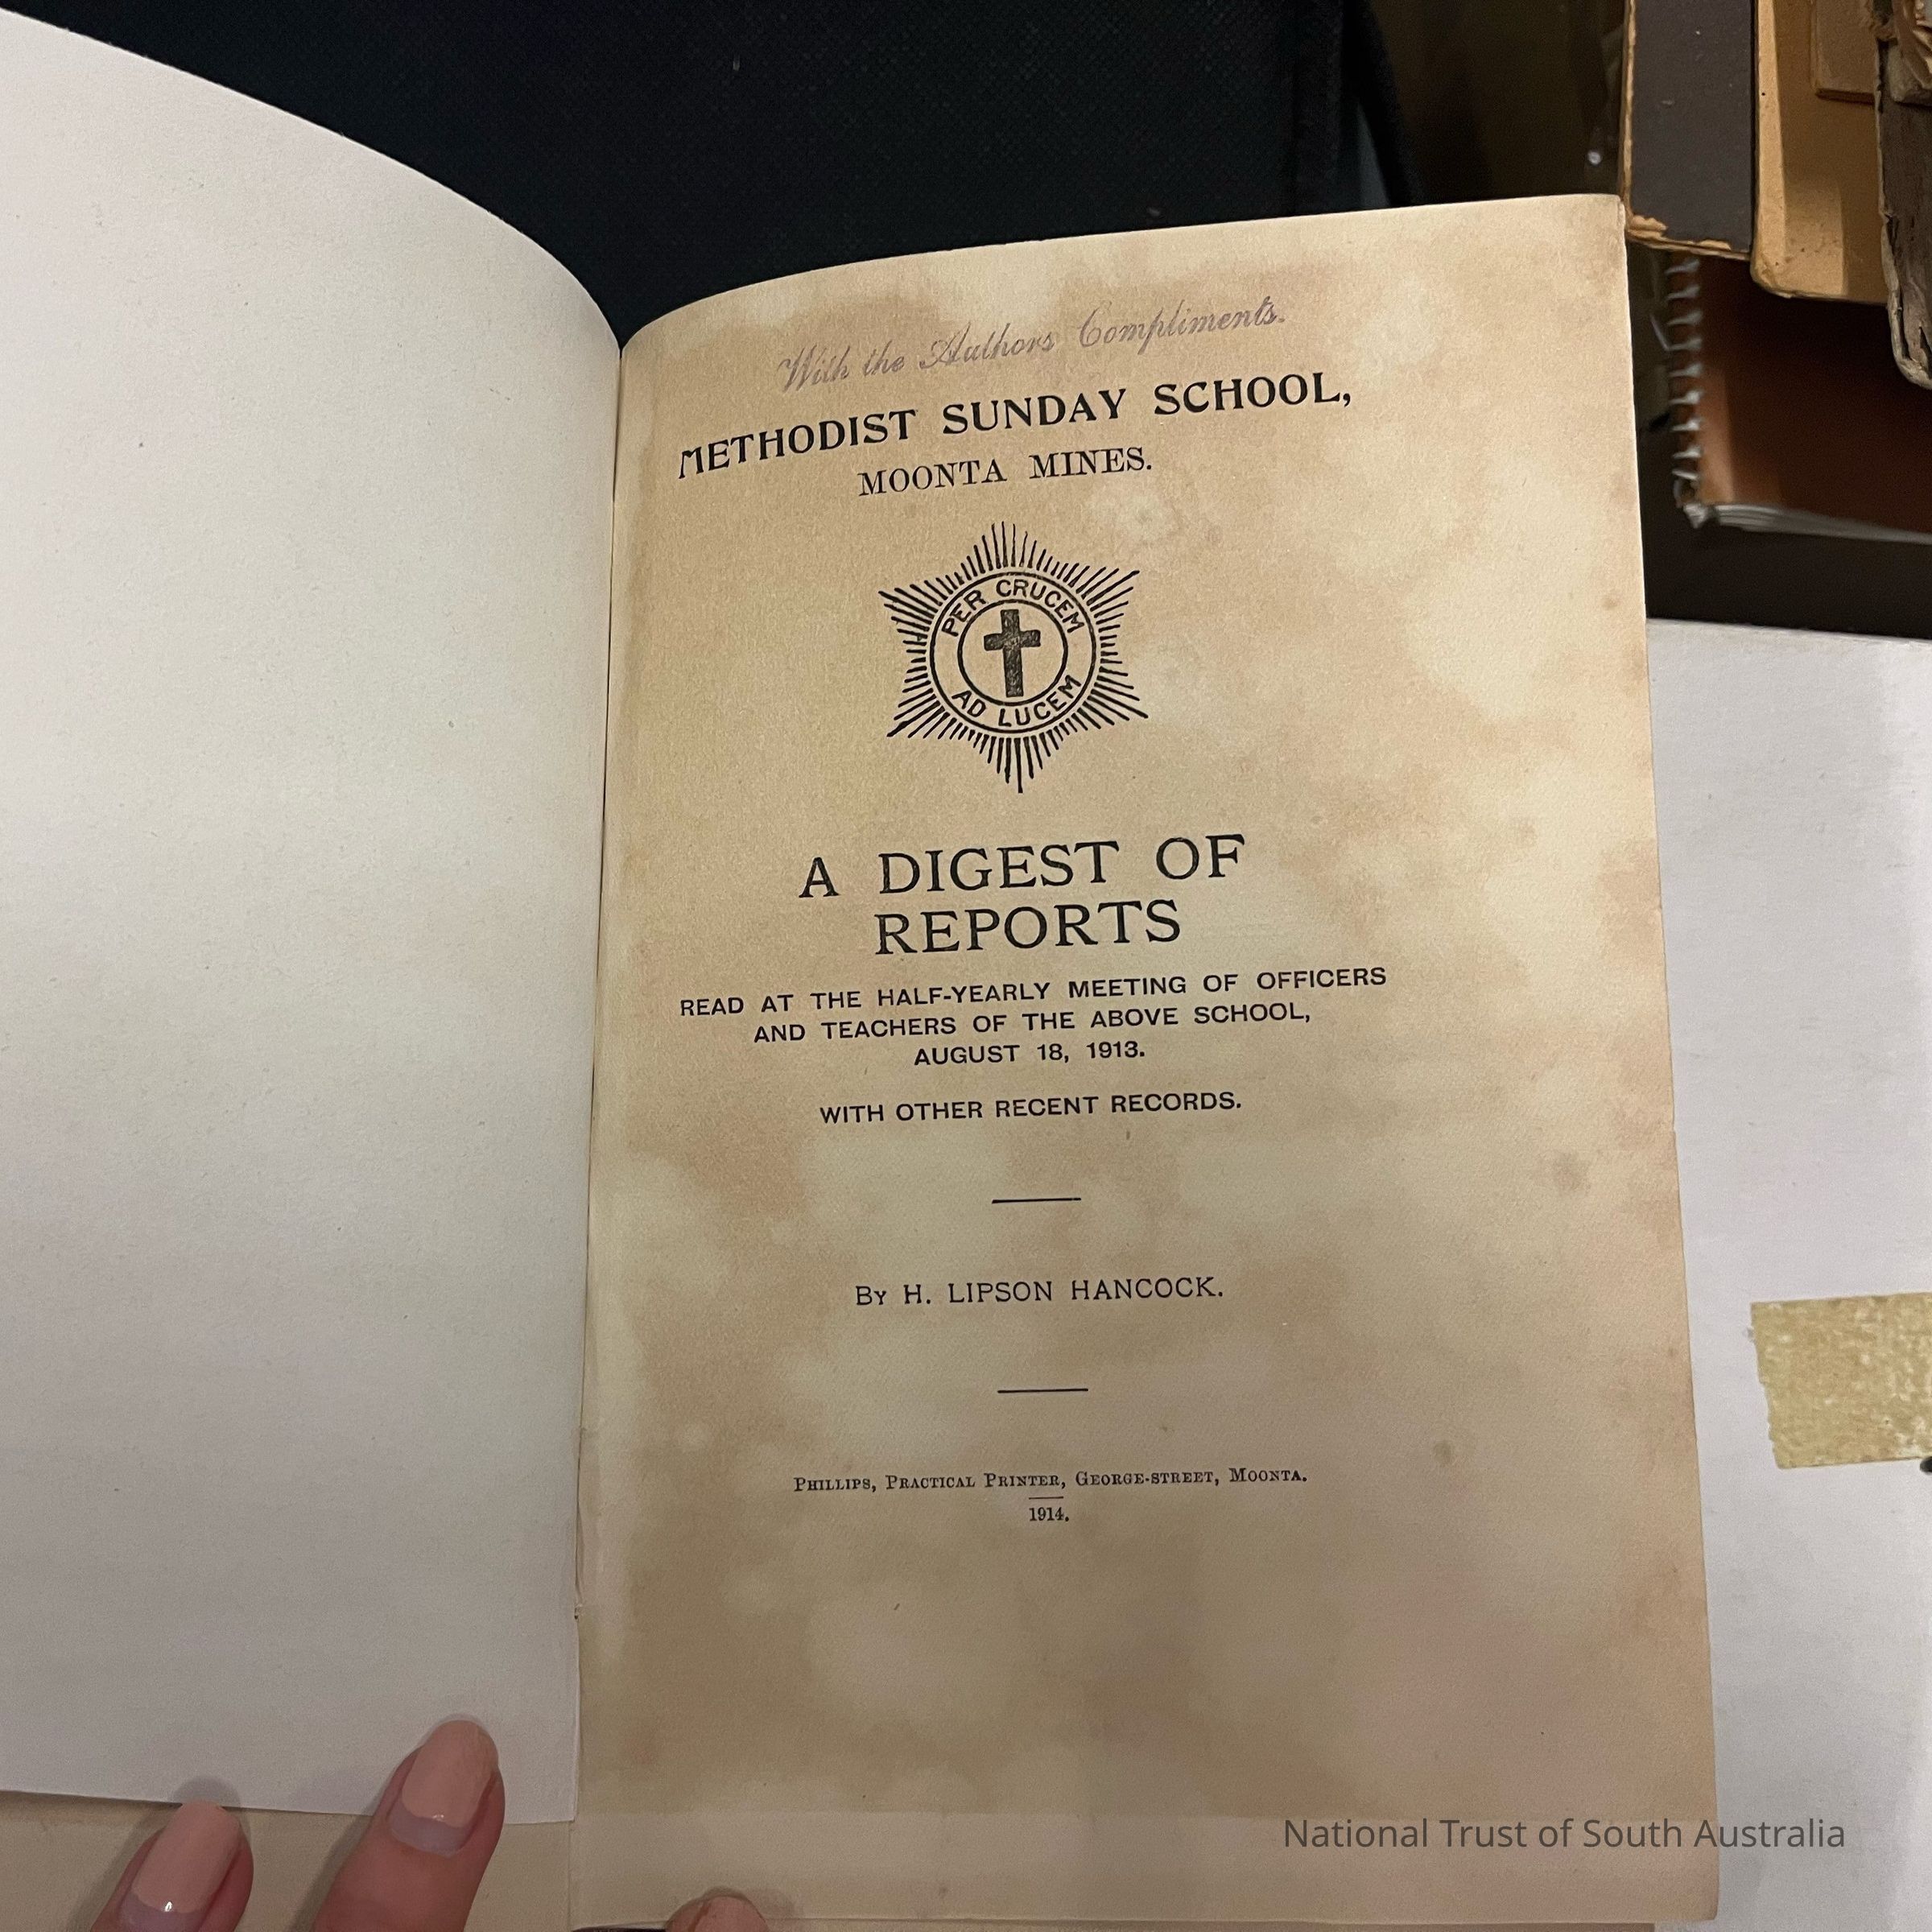 With the Authors Compliments.
METHODIST SUNDAY SCHOOL,
MOONTA MINES.
PER CRUCEM
AD LUCEM
A DIGEST OF
REPORTS
READ AT THE HALF-YEARLY MEETING OF OFFICERS
AND TEACHERS OF THE ABOVE SCHOOL,
AUGUST 18, 1913.
WITH OTHER RECENT RECORDS.
BY H. LIPSON HANCOCK.
PHILLIPS, PRACTICAL PRINTER, GEORGE-STREET, MOONTA.
1914.
National Trust of South Australia